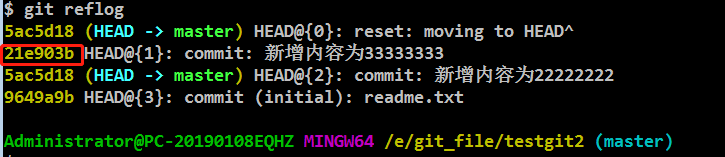 $ git reflog
5ac5d18 (HEAD -> master) HEAD@{0}: reset: moving to HEAD^
21e903b HEAD@{1}: commit: 新增内容为33333333
5ac5d18 (HEAD -> master) HEAD@{2}: commit: 新增内容为22222222
9649a9b HEAD@{3}: commit (initial): readme.txt
Administrator@PC-20190108EQHZ MINGW64 /e/git_file/testgit2 (master)